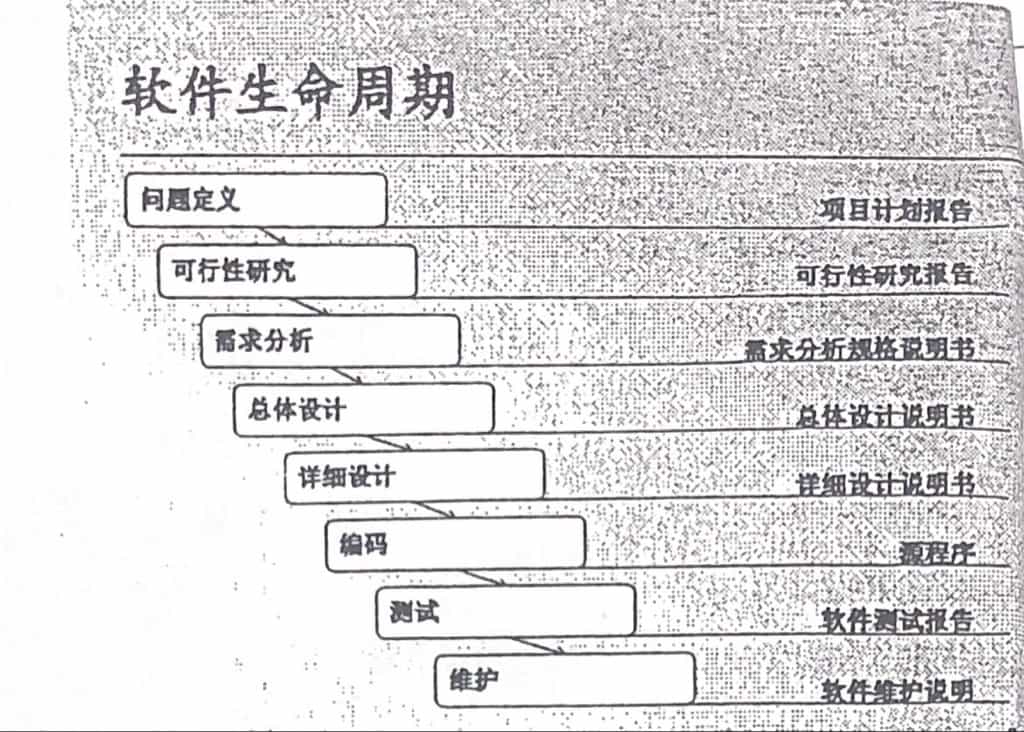 软件生命周期
问题定义
项目计划报告
可行性研究
可行性研究报告
需求分析
需求分析规格说明书
总体设计
总体设计说明书
详细设计
详细设计说明书
编码
源程序
测试
软件测试报告
维护
软件维护说明